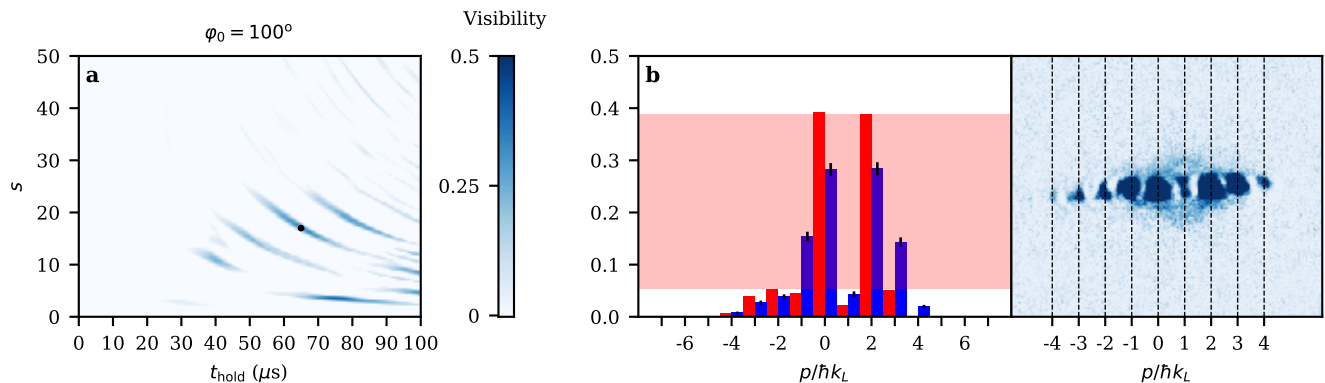 Visibility
φ₀ = 100°
a
50
40
30
20
10
0
s
0 10 20 30 40 50 60 70 80 90 100
t_hold (μs)
0.5
0.25
0
b
0.5
0.4
0.3
0.2
0.1
0.0
-6 -4 -2 0 2 4 6
p/ħk_L
-4 -3 -2 -1 0 1 2 3 4
p/ħk_L